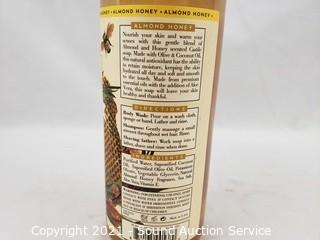 • ALMOND HONEY • ALMOND HONEY •
ALMOND HONEY
Nourish your skin and warm your
senses with this gentle blend of
Almond and Honey scented Castile
soap. Made with Olive & Coconut Oil,
this natural antioxidant has the ability
to retain moisture, keeping the skin
hydrated all day and soft and smooth
to the touch. Made from premium
essential oils with the addition of Aloe
Vera, this soap will leave your skin
healthy and thankful.
DIRECTIONS
Body Wash: Pour on a wash cloth,
sponge or hand. Lather and rinse.
Shampoo: Gently massage a small
amount throughout wet hair. Rinse.
Shaving lather: Work soap into a
lather, shave and rinse when done.
INGREDIENTS
Purified Water, Saponified Coconut
Oil, Saponified Olive Oil, Potassium
Vegetable Glycerin, Natural
Honey Fragrance, Sea Salt,
Vitamin E
Copyright 2021 - Sound Auction Service